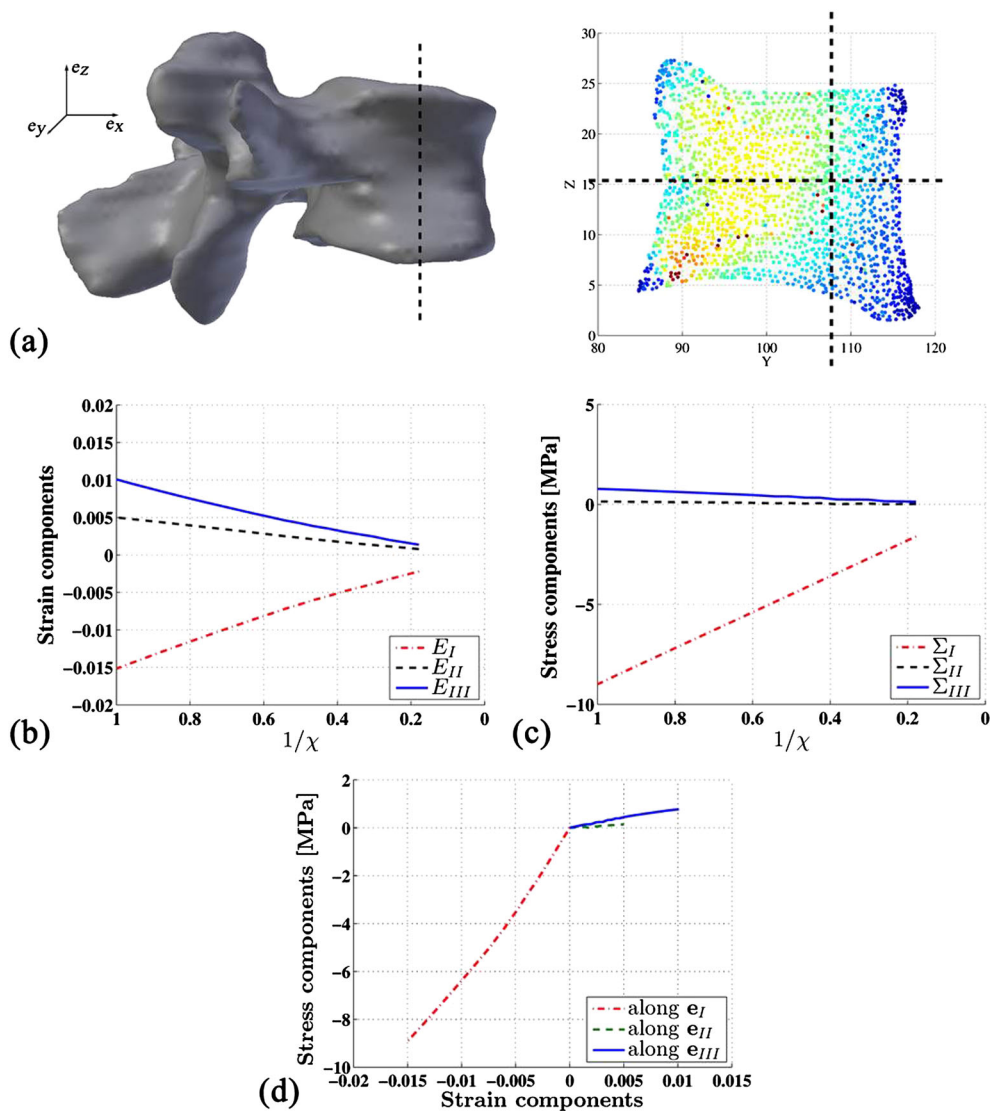 e_z
e_y
e_x
(a)
30
25
20
15
10
5
0
Z
80 90 100 110 120
Y
0.02
0.015
0.01
0.005
0
−0.005
−0.01
−0.015
−0.02
Strain components
1 0.8 0.6 0.4 0.2 0
1/χ
E_I
E_II
E_III
(b)
5
0
−5
−10
Stress components [MPa]
1 0.8 0.6 0.4 0.2 0
1/χ
Σ_I
Σ_II
Σ_III
(c)
2
0
−2
−4
−6
−8
−10
Stress components [MPa]
−0.02 −0.015 −0.01 −0.005 0 0.005 0.01 0.015
Strain components
along e_I
along e_II
along e_III
(d)